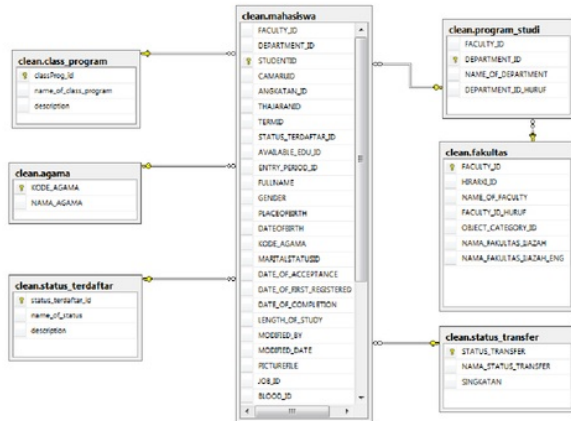 clean.mahasiswa
FACULTY_ID
DEPARTMENT_ID
STUDENTID
CAMARUID
ANGKATAN_ID
THAJARANID
TERMID
STATUS_TERDAFTAR_ID
AVAILABLE_EDU_ID
ENTRY_PERIOD_ID
FULLNAME
GENDER
PLACEOFBIRTH
DATEOFBIRTH
KODE_AGAMA
MARITALSTATUSID
DATE_OF_ACCEPTANCE
DATE_OF_FIRST_REGISTERED
DATE_OF_COMPLETION
LENGTH_OF_STUDY
MODIFIED_BY
MODIFIED_DATE
PICTUREFILE
JOB_ID
BLOOD_ID
clean.class_program
classProg_id
name_of_class_program
description
clean.agama
KODE_AGAMA
NAMA_AGAMA
clean.status_terdaftar
status_terdaftar_id
name_of_status
description
clean.program_studi
FACULTY_ID
DEPARTMENT_ID
NAME_OF_DEPARTMENT
DEPARTMENT_ID_HURUF
clean.fakultas
FACULTY_ID
HIRARKI_ID
NAME_OF_FACULTY
FACULTY_ID_HURUF
OBJECT_CATEGORY_ID
NAMA_FAKULTAS_IJAZAH
NAMA_FAKULTAS_IJAZAH_ENG
clean.status_transfer
STATUS_TRANSFER
NAMA_STATUS_TRANSFER
SINGKATAN